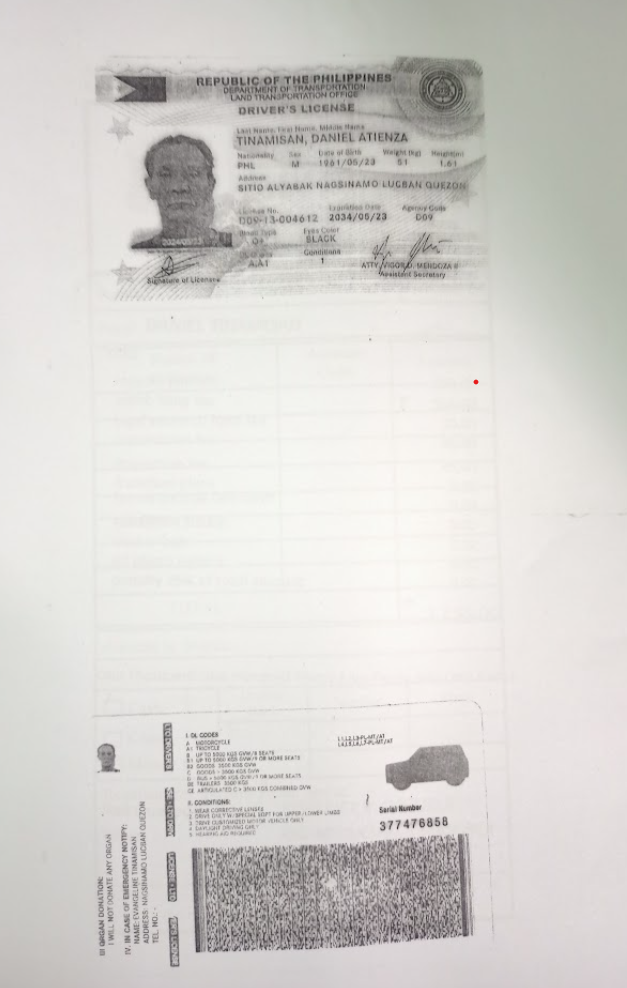 REPUBLIC OF THE PHILIPPINES
DEPARTMENT OF TRANSPORTATION
LAND TRANSPORTATION OFFICE
DRIVER'S LICENSE
Last Name, First Name, Middle Name
TINAMISAN, DANIEL ATIENZA
Nationality Sex Date of Birth Weight (kg) Height(m)
PHL M 1961/05/23 51 1.61
Address
SITIO ALYABAK NAGSINAMO LUCBAN QUEZON
License No. Expiration Date Agency Code
D09-13-004612 2034/05/23 D09
Blood Type Eyes Color
O+ BLACK
Conditions
A,A1 1
2024/05/23
Signature of Licensee
ATTY. VIGOR D. MENDOZA II
Assistant Secretary
I. DL CODES
A MOTORCYCLE
A1 TRICYCLE
B UP TO 5000 KGS GVW/8 SEATS
B1 UP TO 5000 KGS GVW/9 OR MORE SEATS
B2 GOODS 3500 KGS GVW
C GOODS > 3500 KGS GVW
D BUS > 5000 KGS GVW/9 OR MORE SEATS
BE TRAILERS 3500 KGS
CE ARTICULATED C > 3500 KGS COMBINED GVW
II. CONDITIONS:
1 WEAR CORRECTIVE LENSES
2 DRIVE ONLY W/SPECIAL EQPT FOR UPPER/LOWER LIMBS
3 DRIVE CUSTOMIZED MOTOR VEHICLE ONLY
4 DAYLIGHT DRIVING ONLY
5 HEARING AID REQUIRED
Serial Number
377476858
III ORGAN DONATION:
I WILL NOT DONATE ANY ORGAN
IV. IN CASE OF EMERGENCY NOTIFY:
NAME: EVANGELINE TINAMISAN
ADDRESS: NAGSINAMO LUCBAN QUEZON
TEL. NO.: -